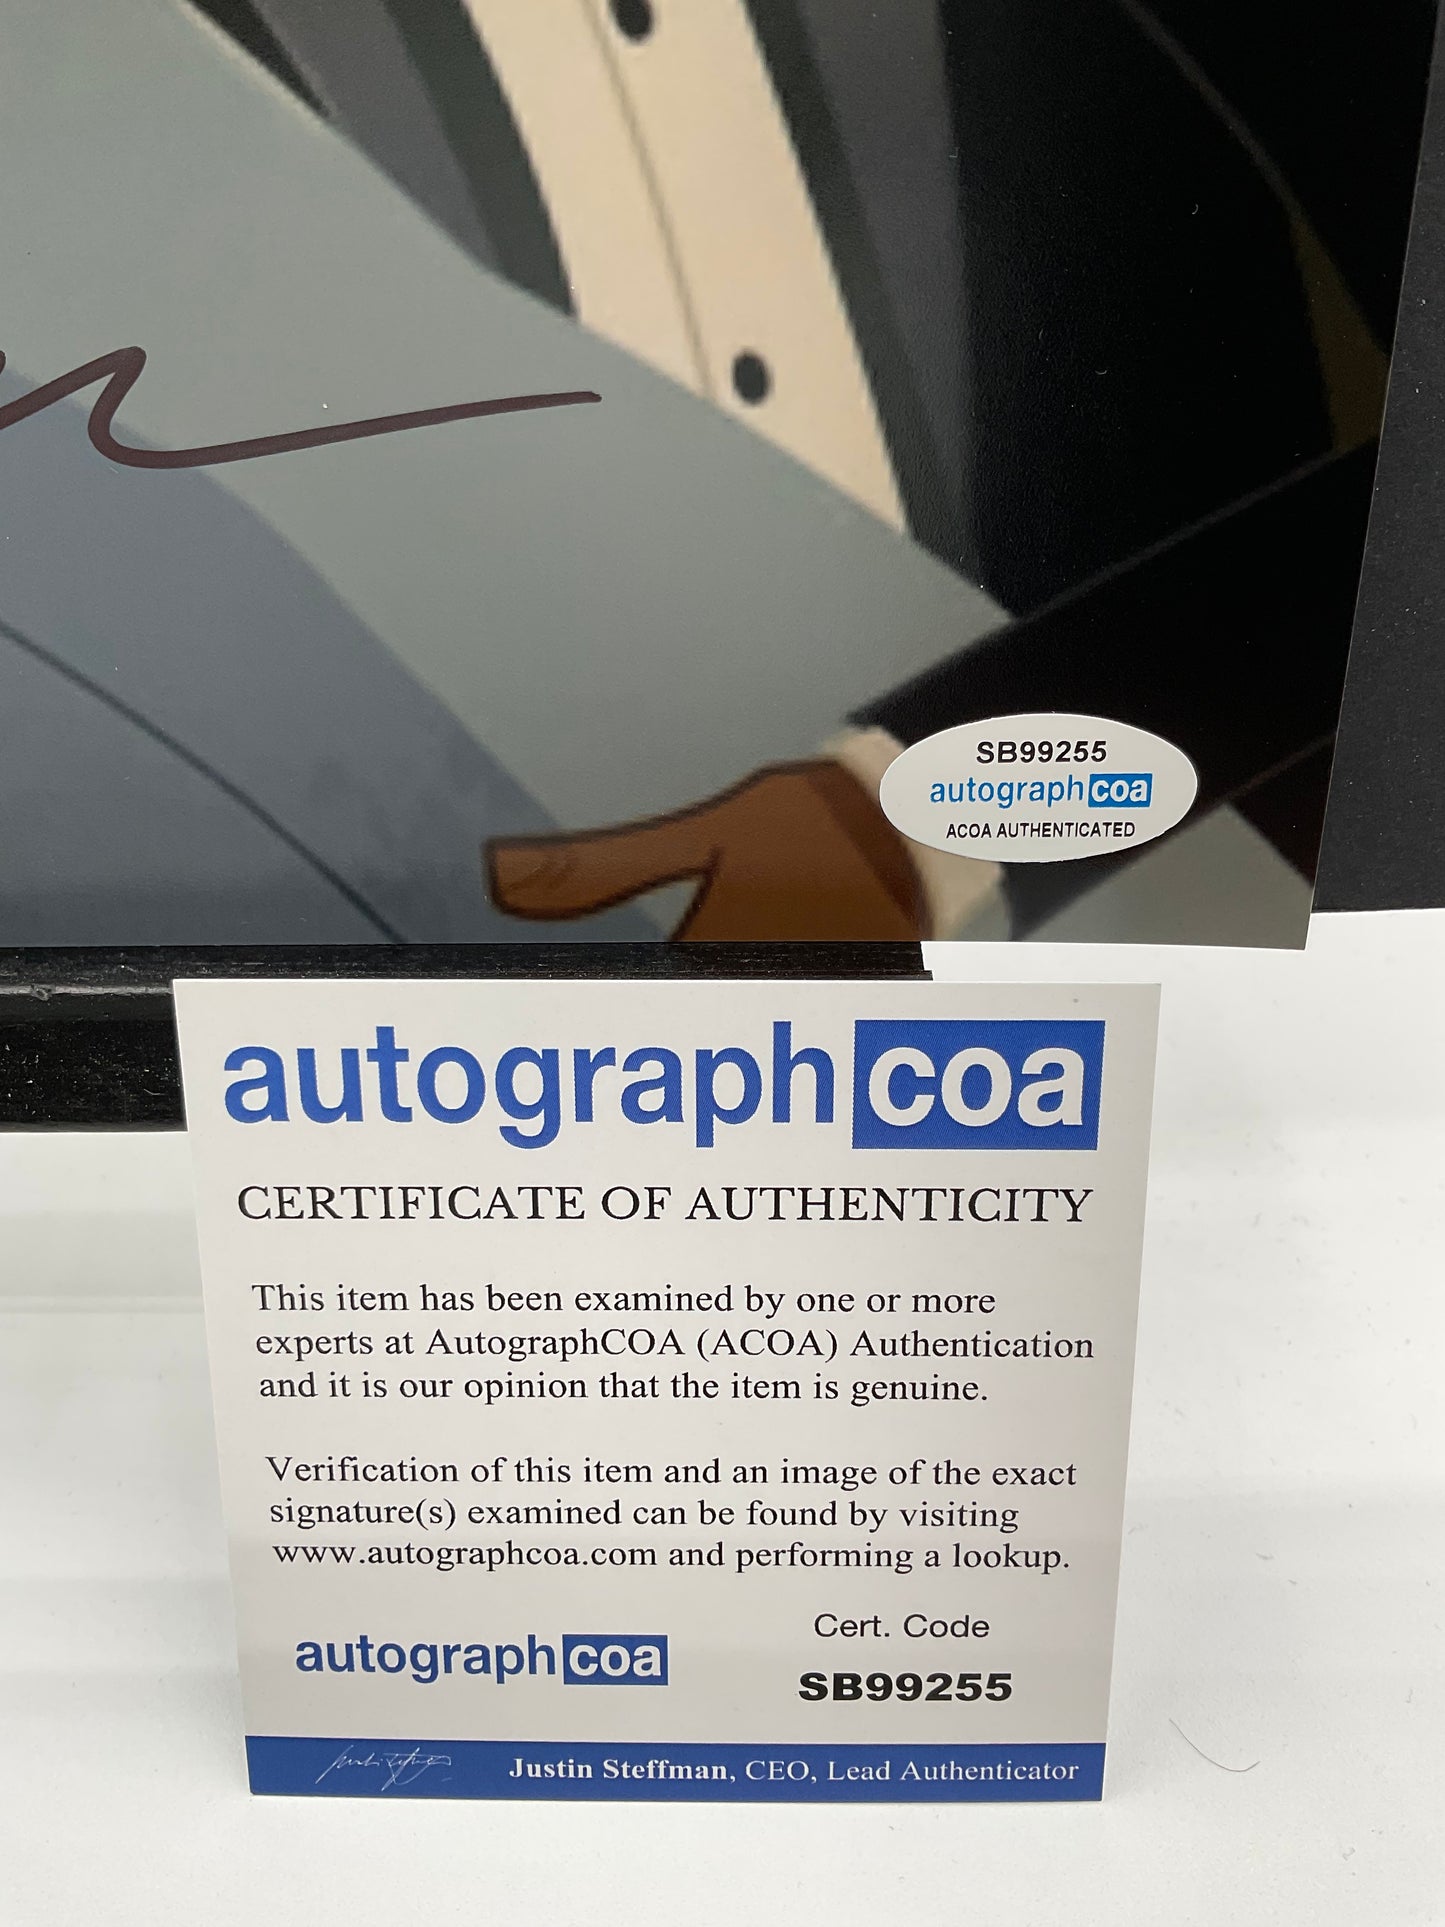 SB99255
autographcoa
ACOA AUTHENTICATED
autographcoa
CERTIFICATE OF AUTHENTICITY
This item has been examined by one or more
experts at AutographCOA (ACOA) Authentication
and it is our opinion that the item is genuine.
Verification of this item and an image of the exact
signature(s) examined can be found by visiting
www.autographcoa.com and performing a lookup.
Cert. Code
autographcoa
SB99255
Justin Steffman, CEO, Lead Authenticator